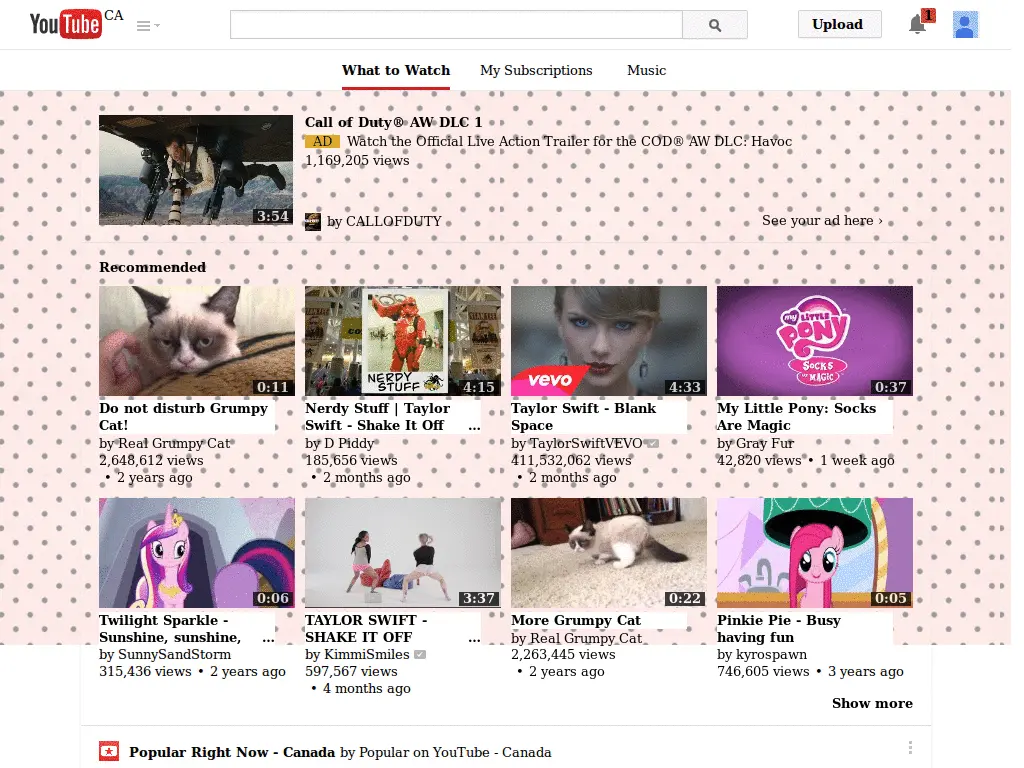 YouTube CA
Upload
1
What to Watch My Subscriptions Music
Call of Duty® AW DLC 1
AD Watch the Official Live Action Trailer for the COD® AW DLC: Havoc
1,169,205 views
3:54
by CALLOFDUTY
See your ad here ›
Recommended
0:11
Do not disturb Grumpy
Cat!
by Real Grumpy Cat
2,648,612 views
• 2 years ago
NERDY
STUFF
4:15
Nerdy Stuff | Taylor
Swift - Shake It Off ...
by D Piddy
185,656 views
• 2 months ago
vevo
4:33
Taylor Swift - Blank
Space
by TaylorSwiftVEVO
411,532,062 views
• 2 months ago
my LITTLE
PONY
SOCKS
MAGIC
0:37
My Little Pony: Socks
Are Magic
by Gray Fur
42,820 views • 1 week ago
0:06
Twilight Sparkle -
Sunshine, sunshine, ...
by SunnySandStorm
315,436 views • 2 years ago
3:37
TAYLOR SWIFT -
SHAKE IT OFF ...
by KimmiSmiles
597,567 views
• 4 months ago
0:22
More Grumpy Cat
by Real Grumpy Cat
2,263,445 views
• 2 years ago
0:05
Pinkie Pie - Busy
having fun
by kyrospawn
746,605 views • 3 years ago
Show more
Popular Right Now - Canada by Popular on YouTube - Canada